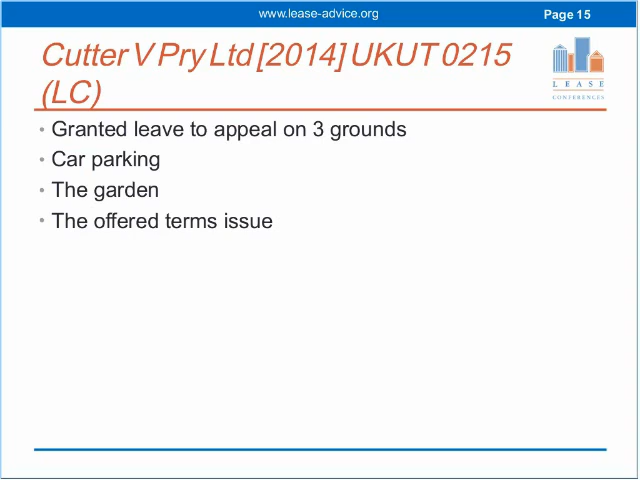 www.lease-advice.org
Page 15
Cutter V Pry Ltd [2014] UKUT 0215
(LC)
LEASE
CONFERENCES
• Granted leave to appeal on 3 grounds
• Car parking
• The garden
• The offered terms issue